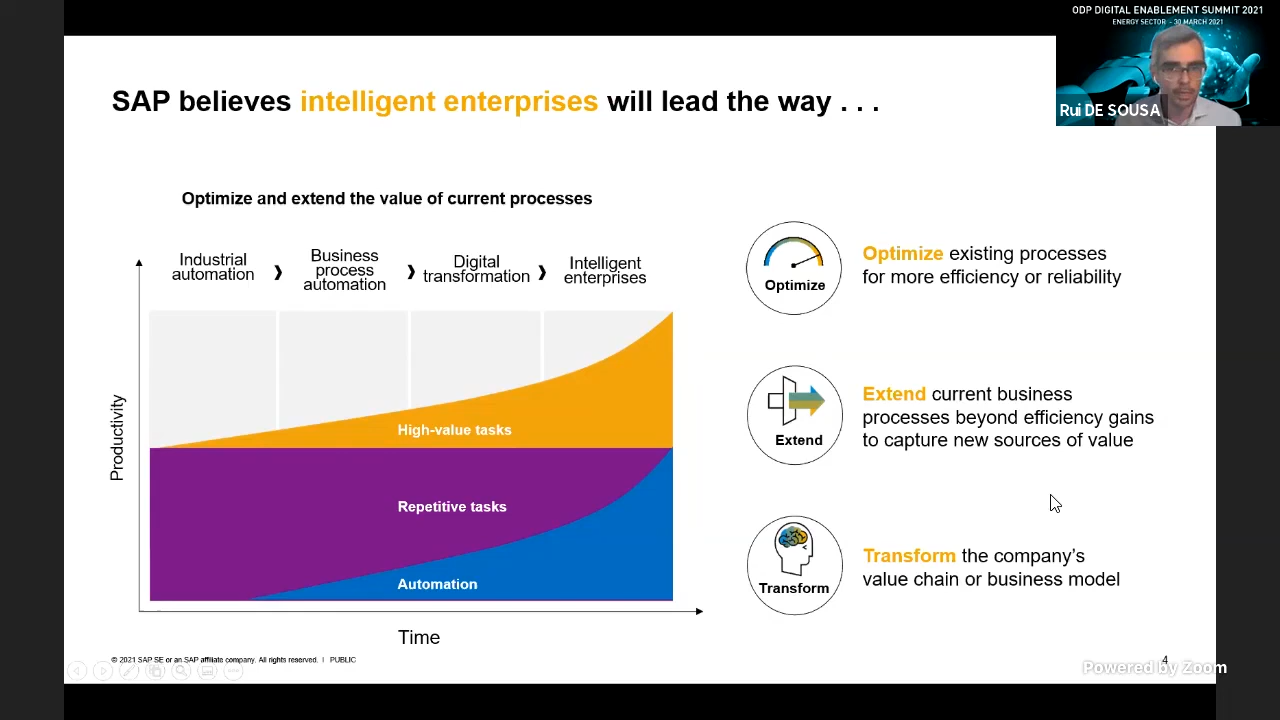 ODP DIGITAL ENABLEMENT SUMMIT 2021
ENERGY SECTOR - 30 MARCH 2021
Rui DE SOUSA
SAP believes intelligent enterprises will lead the way . . .
Optimize and extend the value of current processes
Industrial
automation
Business
process
automation
Digital
transformation
Intelligent
enterprises
Productivity
High-value tasks
Repetitive tasks
Automation
Time
Optimize
Optimize existing processes
for more efficiency or reliability
Extend
Extend current business
processes beyond efficiency gains
to capture new sources of value
Transform
Transform the company's
value chain or business model
© 2021 SAP SE or an SAP affiliate company. All rights reserved. I PUBLIC
4
Powered by Zoom